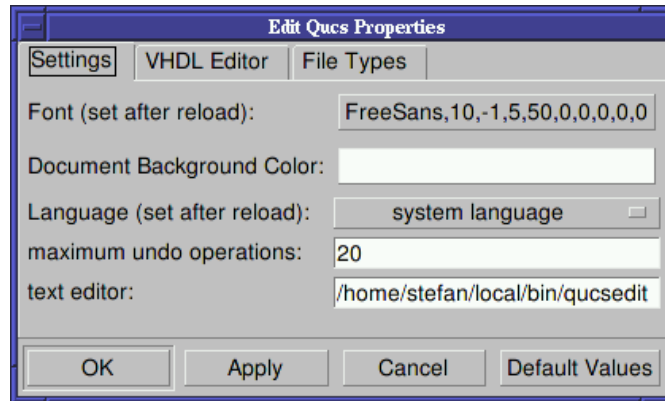 Edit Qucs Properties
Settings VHDL Editor File Types
Font (set after reload): FreeSans,10,-1,5,50,0,0,0,0,0
Document Background Color:
Language (set after reload): system language
maximum undo operations: 20
text editor: /home/stefan/local/bin/qucsedit
OK Apply Cancel Default Values